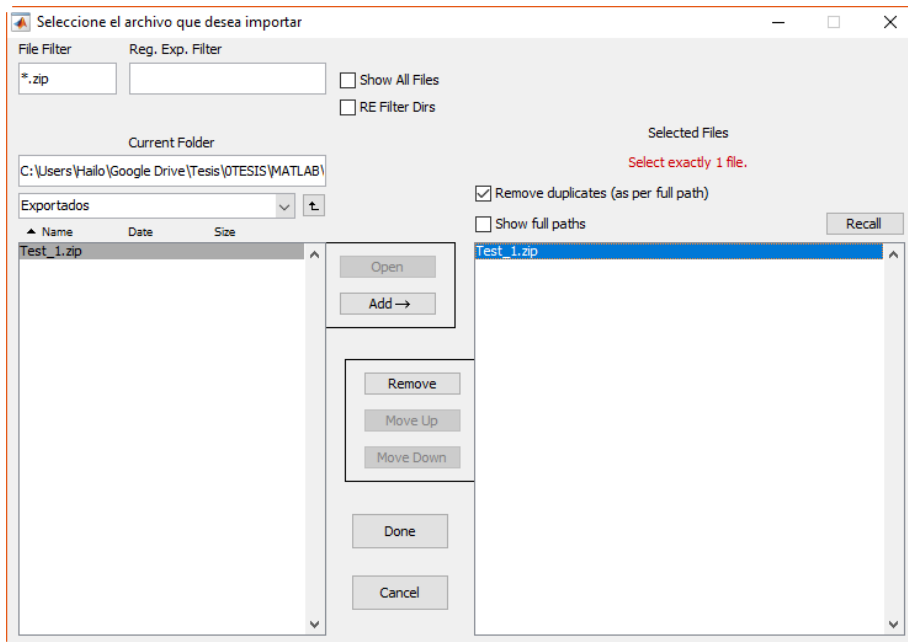 Seleccione el archivo que desea importar
File Filter
Reg. Exp. Filter
*.zip
Show All Files
RE Filter Dirs
Current Folder
C:\Users\Hailo\Google Drive\Tesis\0TESIS\MATLAB\
Exportados
Name Date Size
Test_1.zip
Open
Add →
Remove
Move Up
Move Down
Done
Cancel
Selected Files
Select exactly 1 file.
Remove duplicates (as per full path)
Show full paths
Recall
Test_1.zip